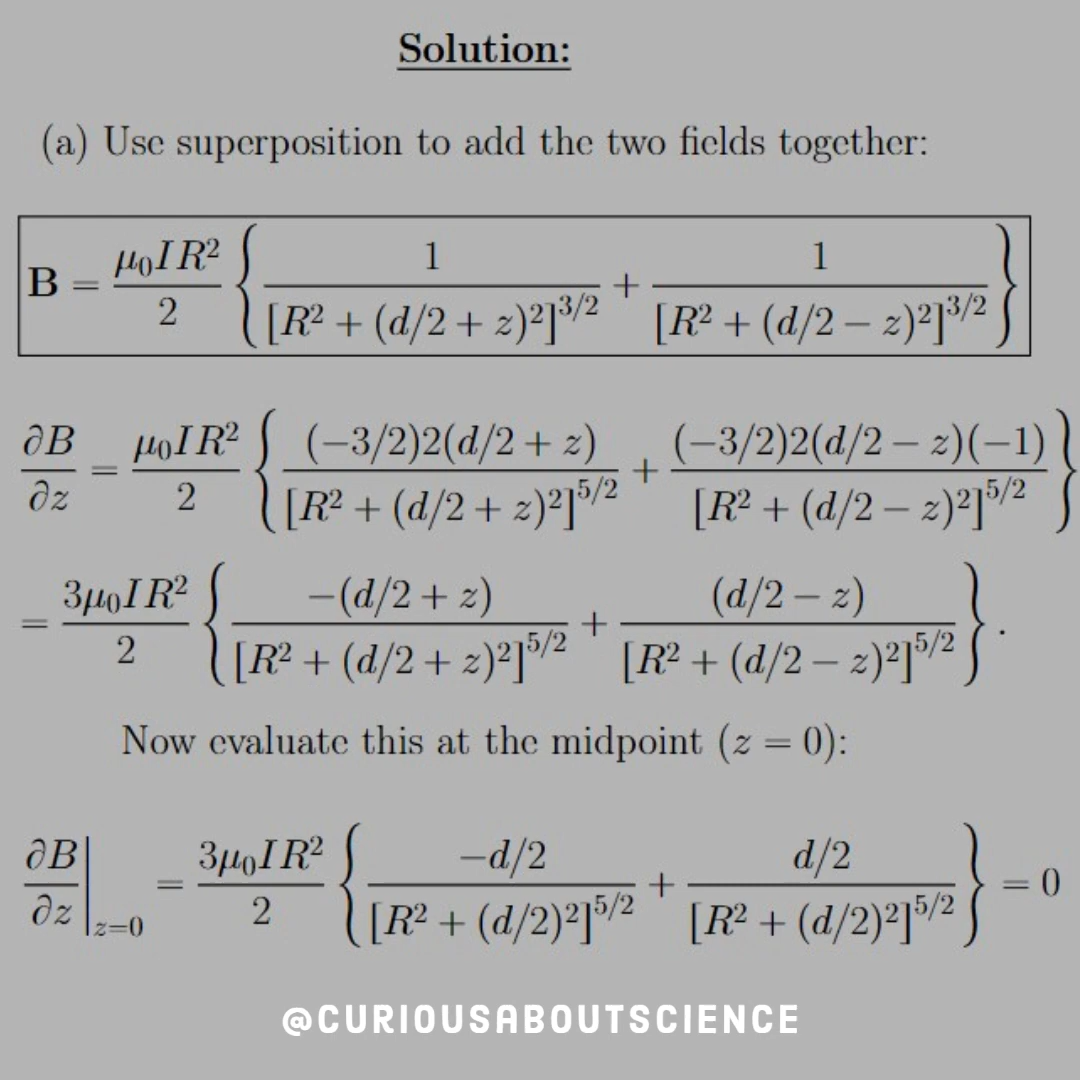 Solution:
(a) Use superposition to add the two fields together:
B = μ₀IR²/2 { 1/[R² + (d/2 + z)²]^{3/2} + 1/[R² + (d/2 − z)²]^{3/2} }
∂B/∂z = μ₀IR²/2 { (−3/2)2(d/2 + z)/[R² + (d/2 + z)²]^{5/2} + (−3/2)2(d/2 − z)(−1)/[R² + (d/2 − z)²]^{5/2} }
= 3μ₀IR²/2 { −(d/2 + z)/[R² + (d/2 + z)²]^{5/2} + (d/2 − z)/[R² + (d/2 − z)²]^{5/2} } .
Now evaluate this at the midpoint (z = 0):
∂B/∂z |_{z=0} = 3μ₀IR²/2 { −d/2/[R² + (d/2)²]^{5/2} + d/2/[R² + (d/2)²]^{5/2} } = 0
@CURIOUSABOUTSCIENCE